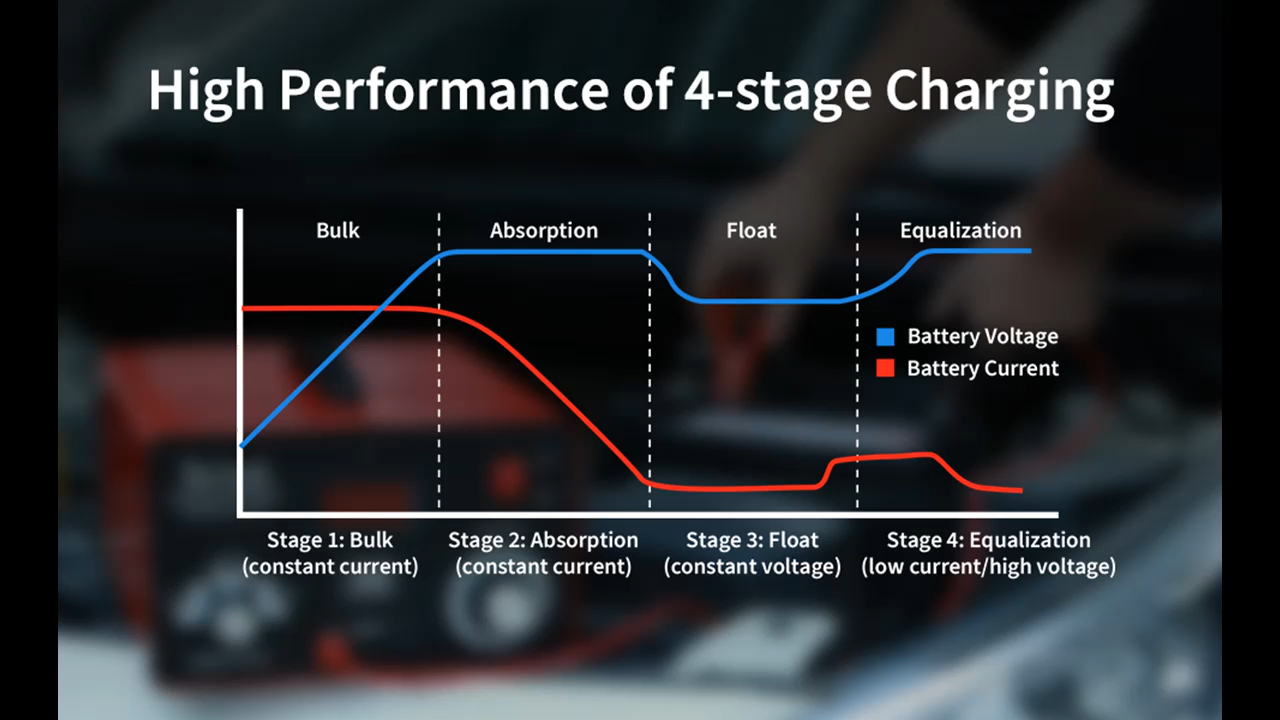 High Performance of 4-stage Charging
Bulk
Absorption
Float
Equalization
Battery Voltage
Battery Current
Stage 1: Bulk
(constant current)
Stage 2: Absorption
(constant current)
Stage 3: Float
(constant voltage)
Stage 4: Equalization
(low current/high voltage)